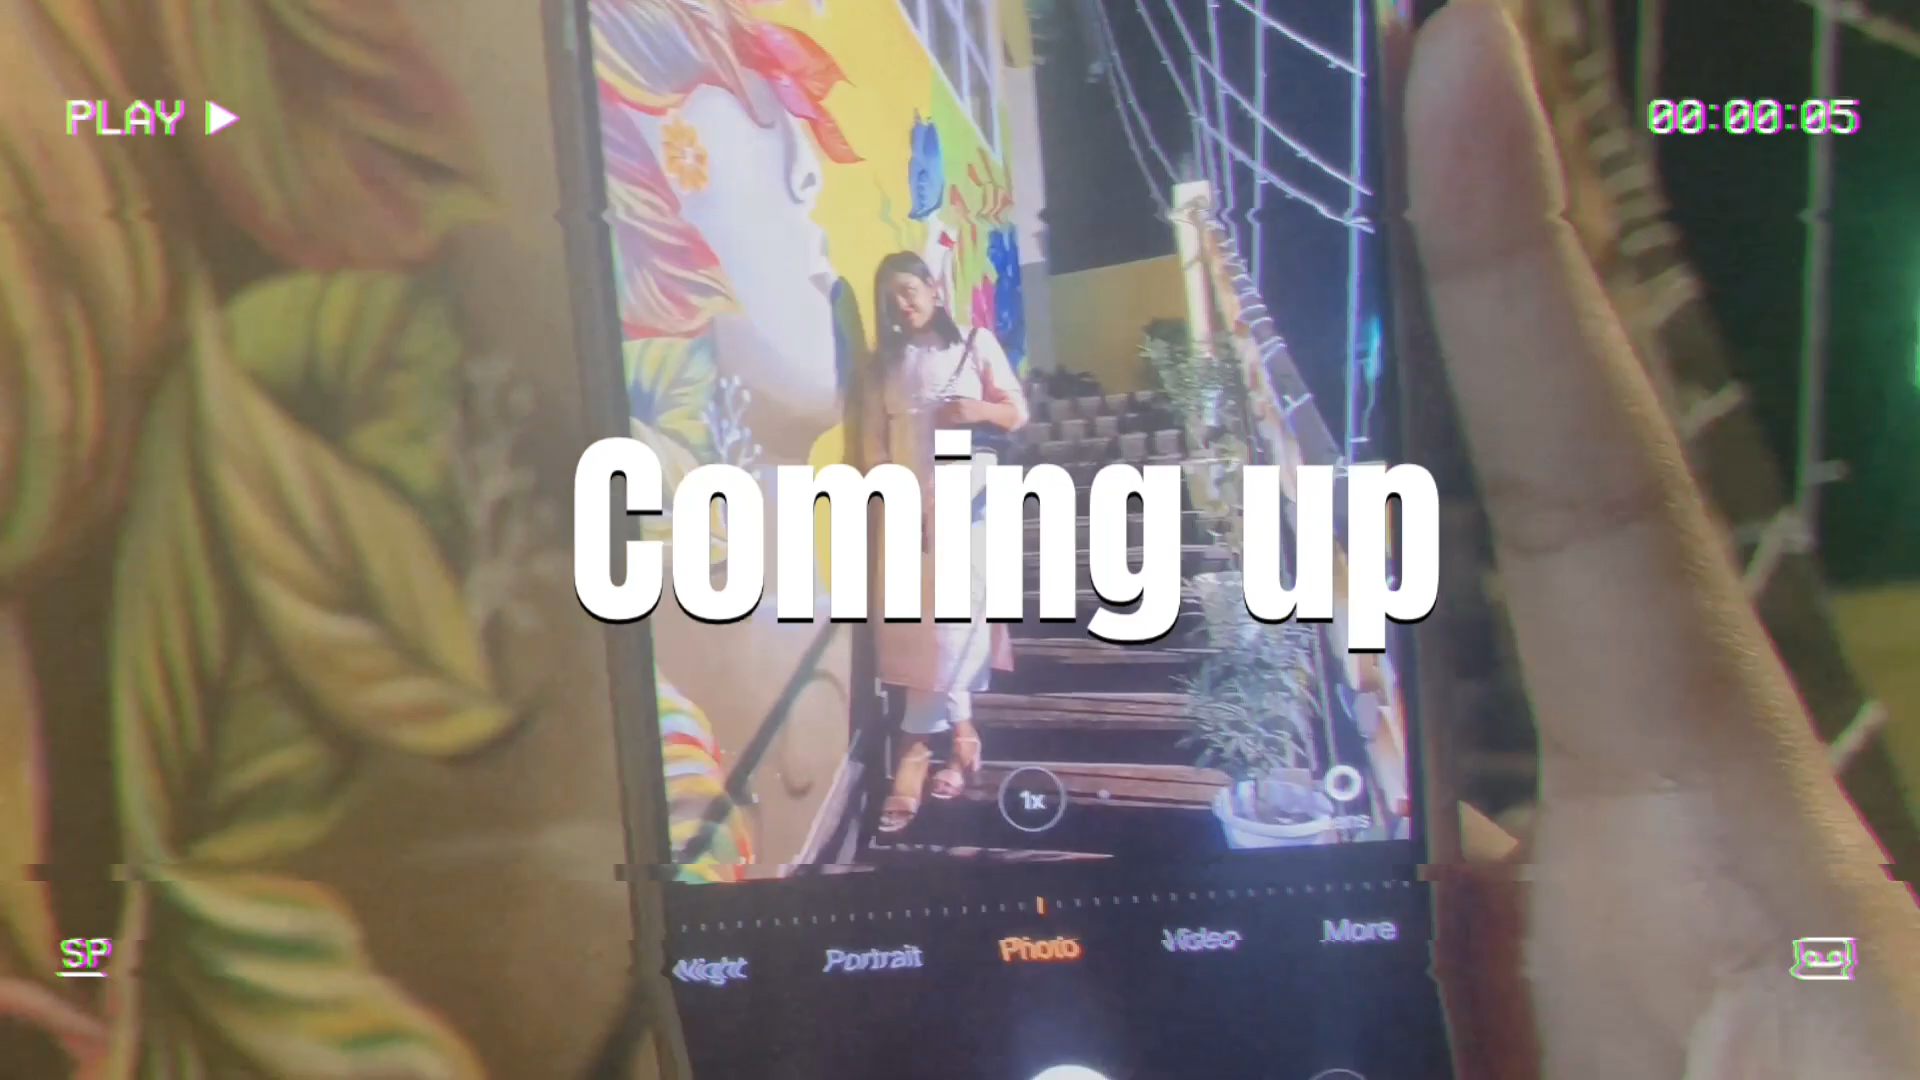 PLAY
00:00:05
Coming up
1x
Night Portrait Photo Video More
SP